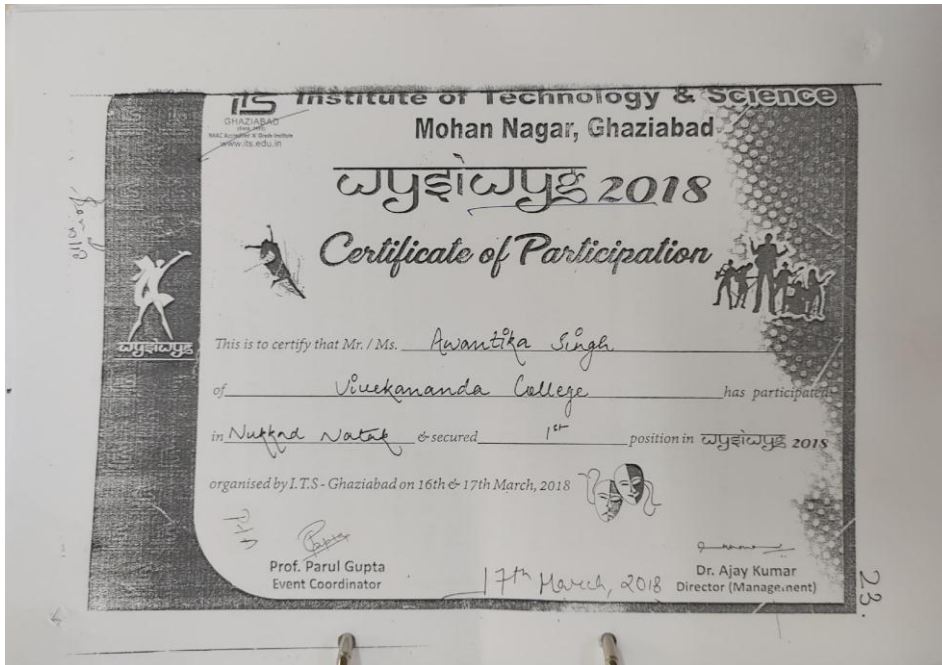 its Institute of Technology & Science
GHAZIABAD
www.its.edu.in
Mohan Nagar, Ghaziabad
wysiwyg 2018
Certificate of Participation
wysiwyg
This is to certify that Mr. / Ms. Awantika Singh
of Vivekananda College has participated
in Nukkad Natak & secured 1st position in wysiwyg 2018
organised by I.T.S - Ghaziabad on 16th & 17th March, 2018
Prof. Parul Gupta
Event Coordinator
17th March, 2018
Dr. Ajay Kumar
Director (Management)
23.